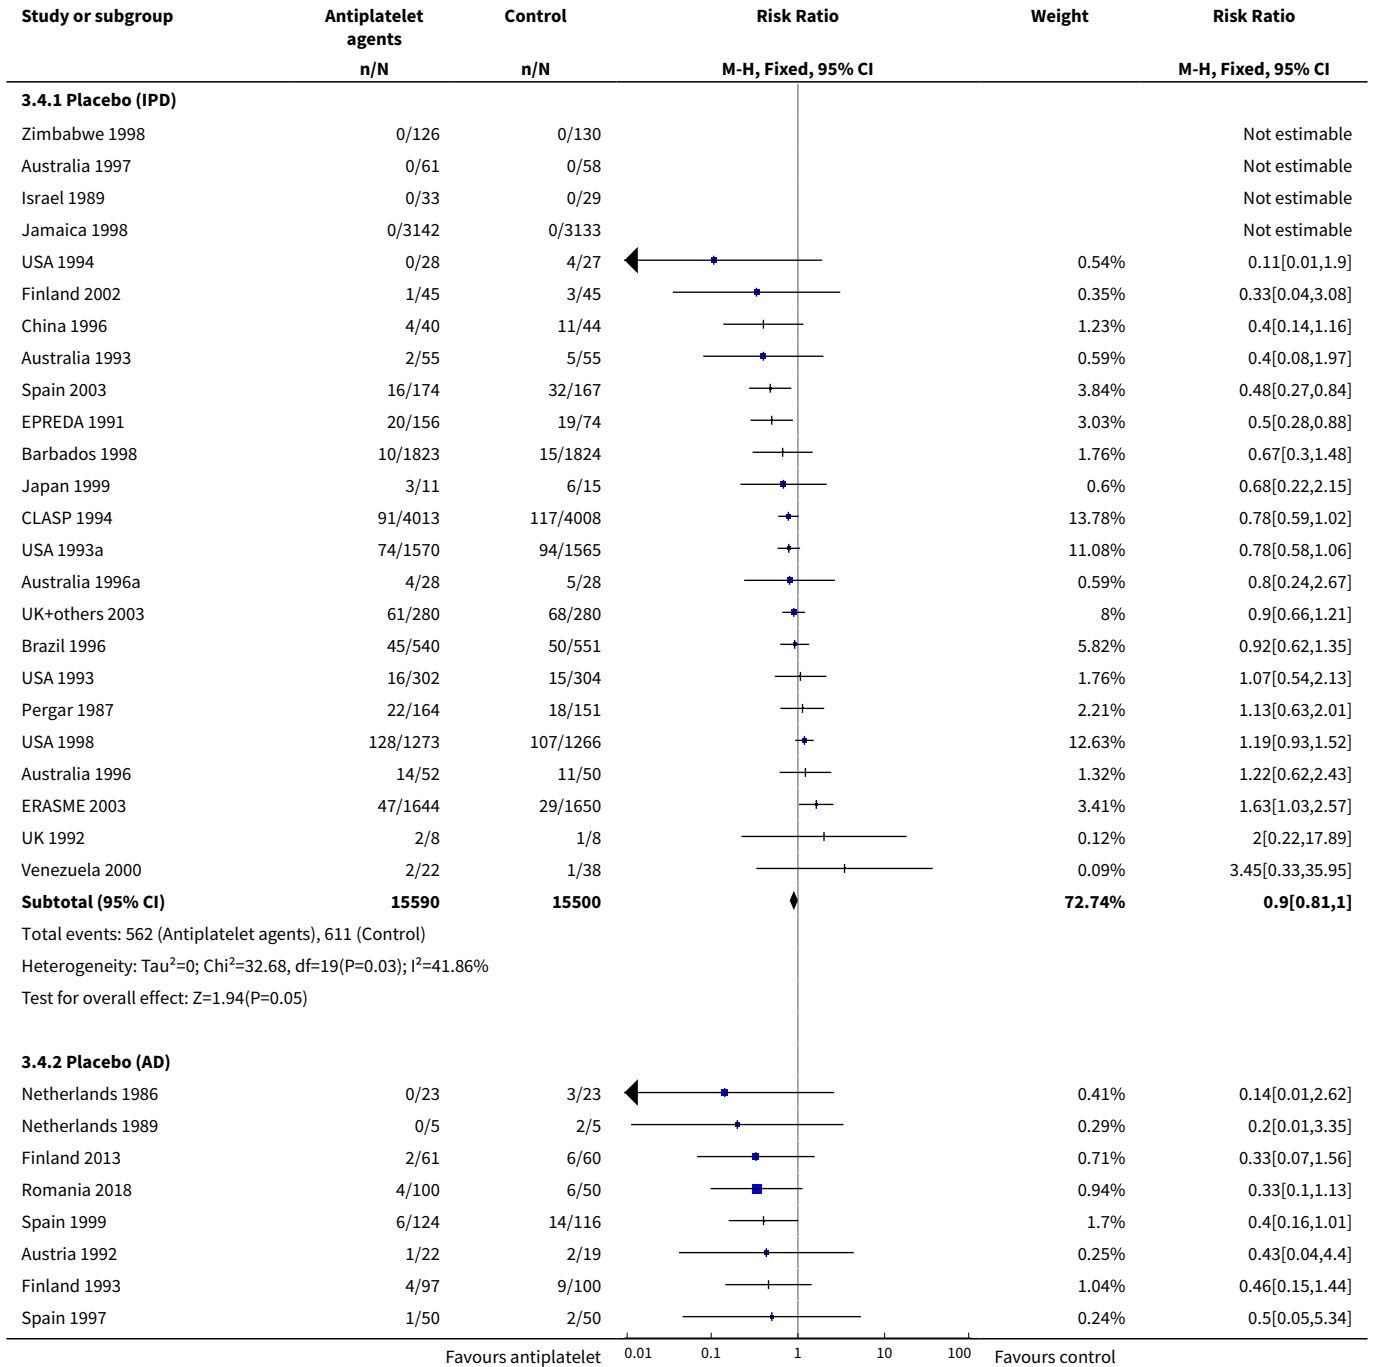 Study or subgroup Antiplatelet agents Control Risk Ratio Weight Risk Ratio
n/N n/N M-H, Fixed, 95% CI M-H, Fixed, 95% CI
3.4.1 Placebo (IPD)
Zimbabwe 1998 0/126 0/130 Not estimable
Australia 1997 0/61 0/58 Not estimable
Israel 1989 0/33 0/29 Not estimable
Jamaica 1998 0/3142 0/3133 Not estimable
USA 1994 0/28 4/27 0.54% 0.11[0.01,1.9]
Finland 2002 1/45 3/45 0.35% 0.33[0.04,3.08]
China 1996 4/40 11/44 1.23% 0.4[0.14,1.16]
Australia 1993 2/55 5/55 0.59% 0.4[0.08,1.97]
Spain 2003 16/174 32/167 3.84% 0.48[0.27,0.84]
EPREDA 1991 20/156 19/74 3.03% 0.5[0.28,0.88]
Barbados 1998 10/1823 15/1824 1.76% 0.67[0.3,1.48]
Japan 1999 3/11 6/15 0.6% 0.68[0.22,2.15]
CLASP 1994 91/4013 117/4008 13.78% 0.78[0.59,1.02]
USA 1993a 74/1570 94/1565 11.08% 0.78[0.58,1.06]
Australia 1996a 4/28 5/28 0.59% 0.8[0.24,2.67]
UK+others 2003 61/280 68/280 8% 0.9[0.66,1.21]
Brazil 1996 45/540 50/551 5.82% 0.92[0.62,1.35]
USA 1993 16/302 15/304 1.76% 1.07[0.54,2.13]
Pergar 1987 22/164 18/151 2.21% 1.13[0.63,2.01]
USA 1998 128/1273 107/1266 12.63% 1.19[0.93,1.52]
Australia 1996 14/52 11/50 1.32% 1.22[0.62,2.43]
ERASME 2003 47/1644 29/1650 3.41% 1.63[1.03,2.57]
UK 1992 2/8 1/8 0.12% 2[0.22,17.89]
Venezuela 2000 2/22 1/38 0.09% 3.45[0.33,35.95]
Subtotal (95% CI) 15590 15500 72.74% 0.9[0.81,1]
Total events: 562 (Antiplatelet agents), 611 (Control)
Heterogeneity: Tau²=0; Chi²=32.68, df=19(P=0.03); I²=41.86%
Test for overall effect: Z=1.94(P=0.05)
3.4.2 Placebo (AD)
Netherlands 1986 0/23 3/23 0.41% 0.14[0.01,2.62]
Netherlands 1989 0/5 2/5 0.29% 0.2[0.01,3.35]
Finland 2013 2/61 6/60 0.71% 0.33[0.07,1.56]
Romania 2018 4/100 6/50 0.94% 0.33[0.1,1.13]
Spain 1999 6/124 14/116 1.7% 0.4[0.16,1.01]
Austria 1992 1/22 2/19 0.25% 0.43[0.04,4.4]
Finland 1993 4/97 9/100 1.04% 0.46[0.15,1.44]
Spain 1997 1/50 2/50 0.24% 0.5[0.05,5.34]
Favours antiplatelet 0.01 0.1 1 10 100 Favours control